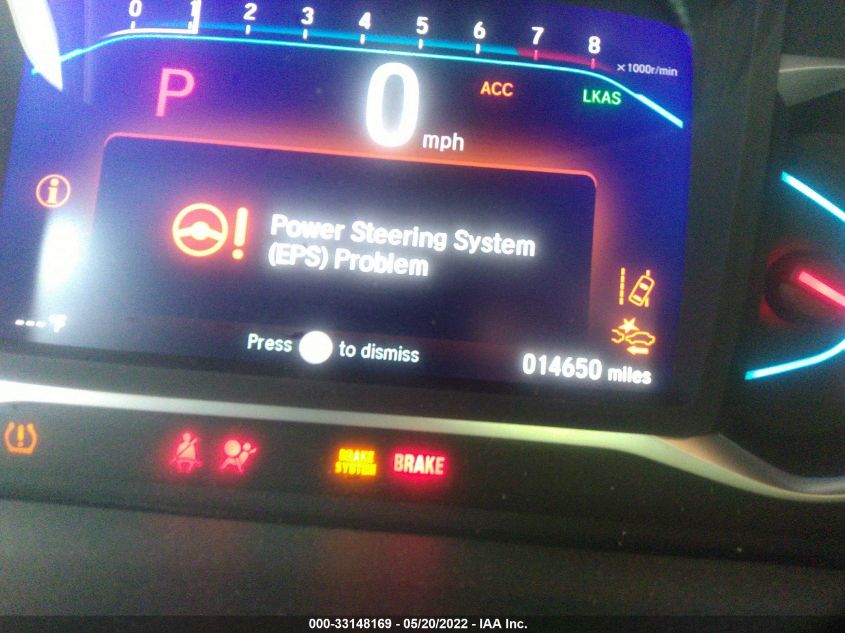 0 1 2 3 4 5 6 7 8
×1000r/min
P
0 mph
ACC
LKAS
i
Power Steering System
(EPS) Problem
---°F
Press to dismiss
014650 miles
BRAKE
SYSTEM
BRAKE
000-33148169 - 05/20/2022 - IAA Inc.